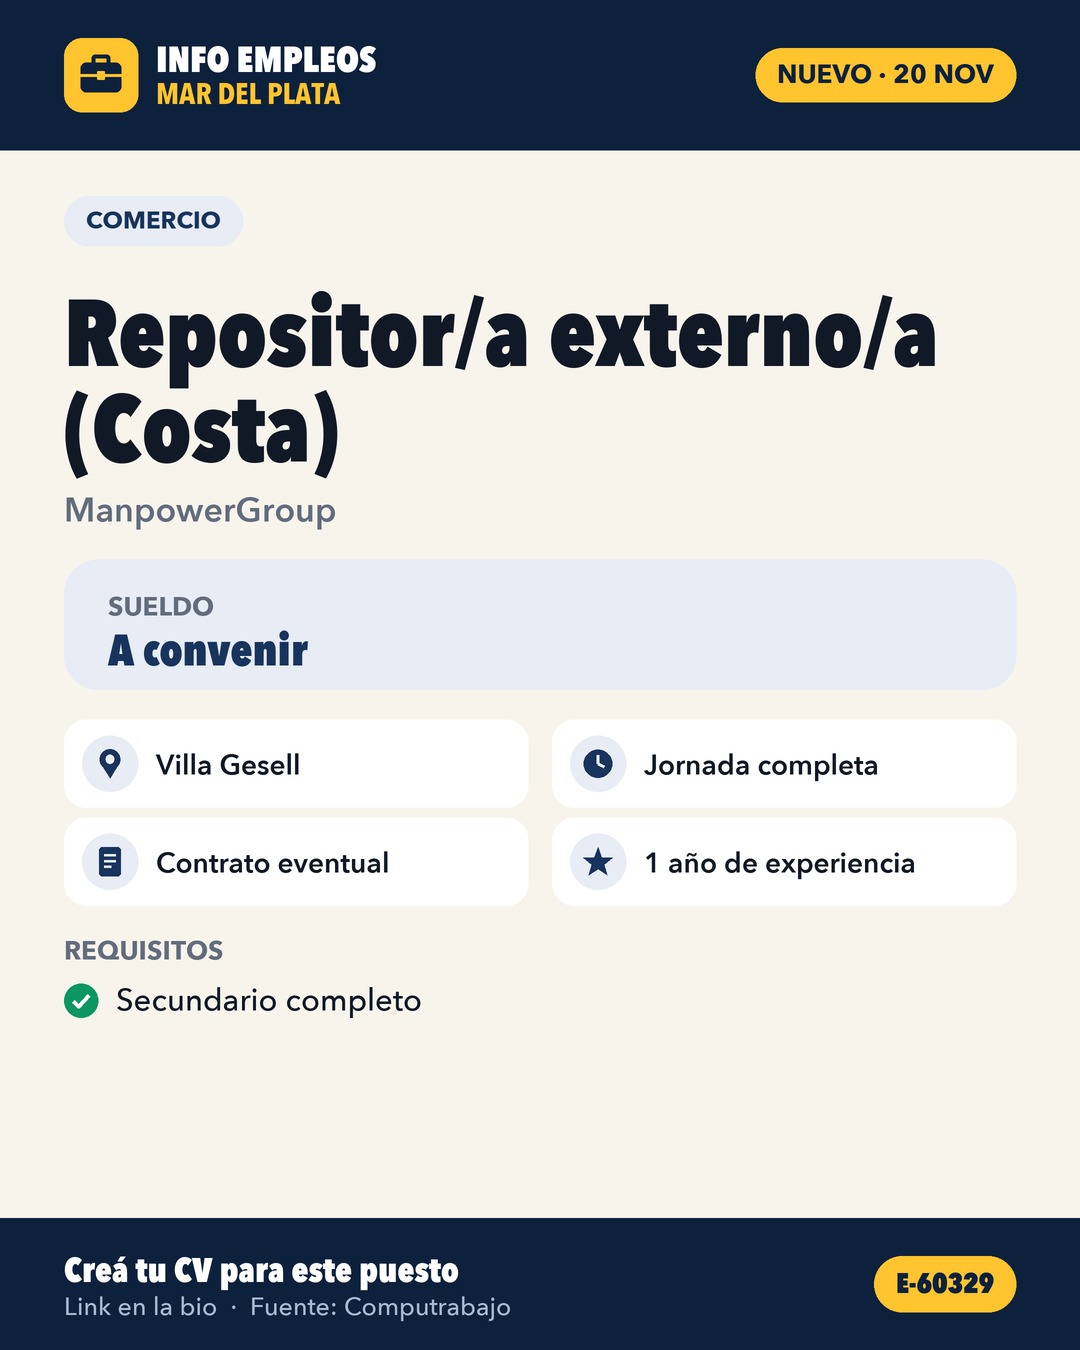 INFO EMPLEOS
MAR DEL PLATA
NUEVO · 20 NOV
COMERCIO
Repositor/a externo/a
(Costa)
ManpowerGroup
SUELDO
A convenir
Villa Gesell
Jornada completa
Contrato eventual
1 año de experiencia
REQUISITOS
Secundario completo
Creá tu CV para este puesto
Link en la bio · Fuente: Computrabajo
E-60329